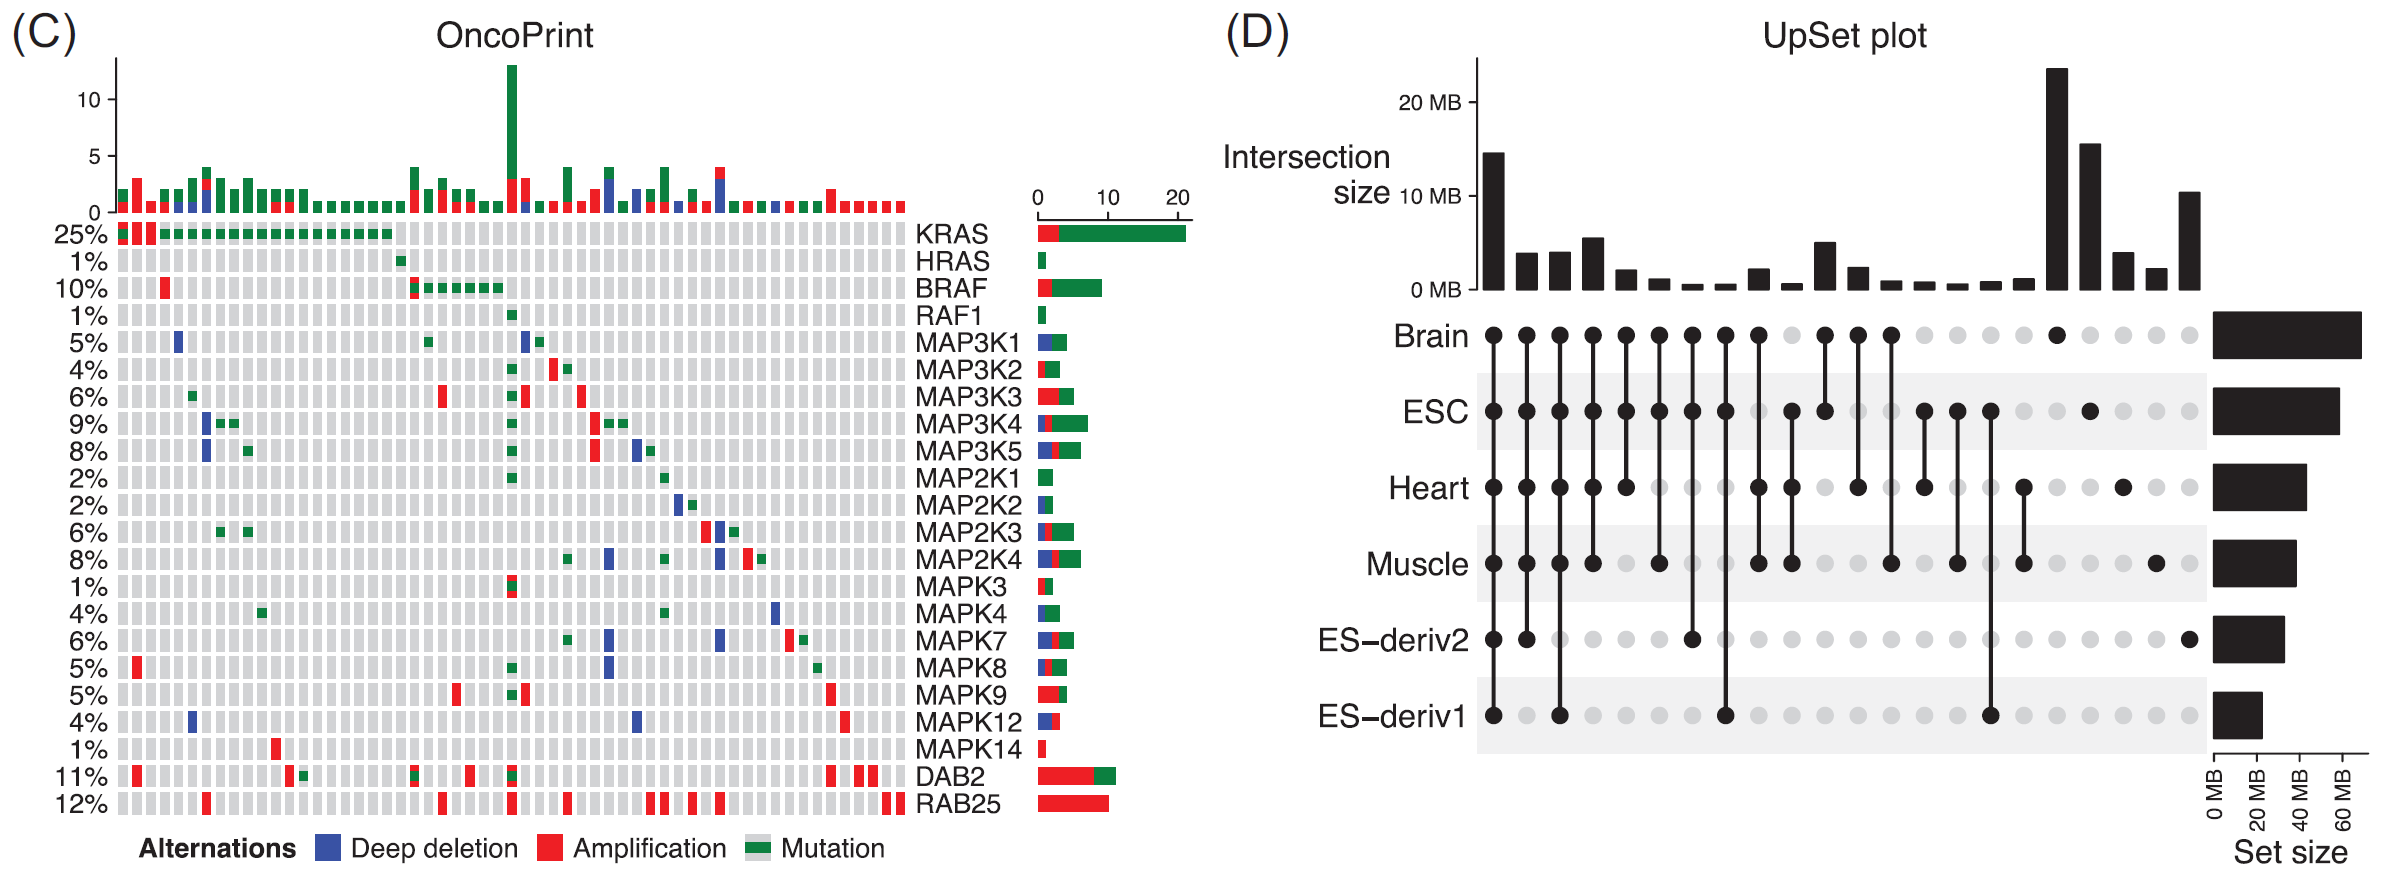 (C)
OncoPrint
10
5
0
0 10 20
25% KRAS
1% HRAS
10% BRAF
1% RAF1
5% MAP3K1
4% MAP3K2
6% MAP3K3
9% MAP3K4
8% MAP3K5
2% MAP2K1
2% MAP2K2
6% MAP2K3
8% MAP2K4
1% MAPK3
4% MAPK4
6% MAPK7
5% MAPK8
5% MAPK9
4% MAPK12
1% MAPK14
11% DAB2
12% RAB25
Alternations Deep deletion Amplification Mutation
(D)
UpSet plot
Intersection
size
20 MB
10 MB
0 MB
Brain
ESC
Heart
Muscle
ES−deriv2
ES−deriv1
0 MB
20 MB
40 MB
60 MB
Set size